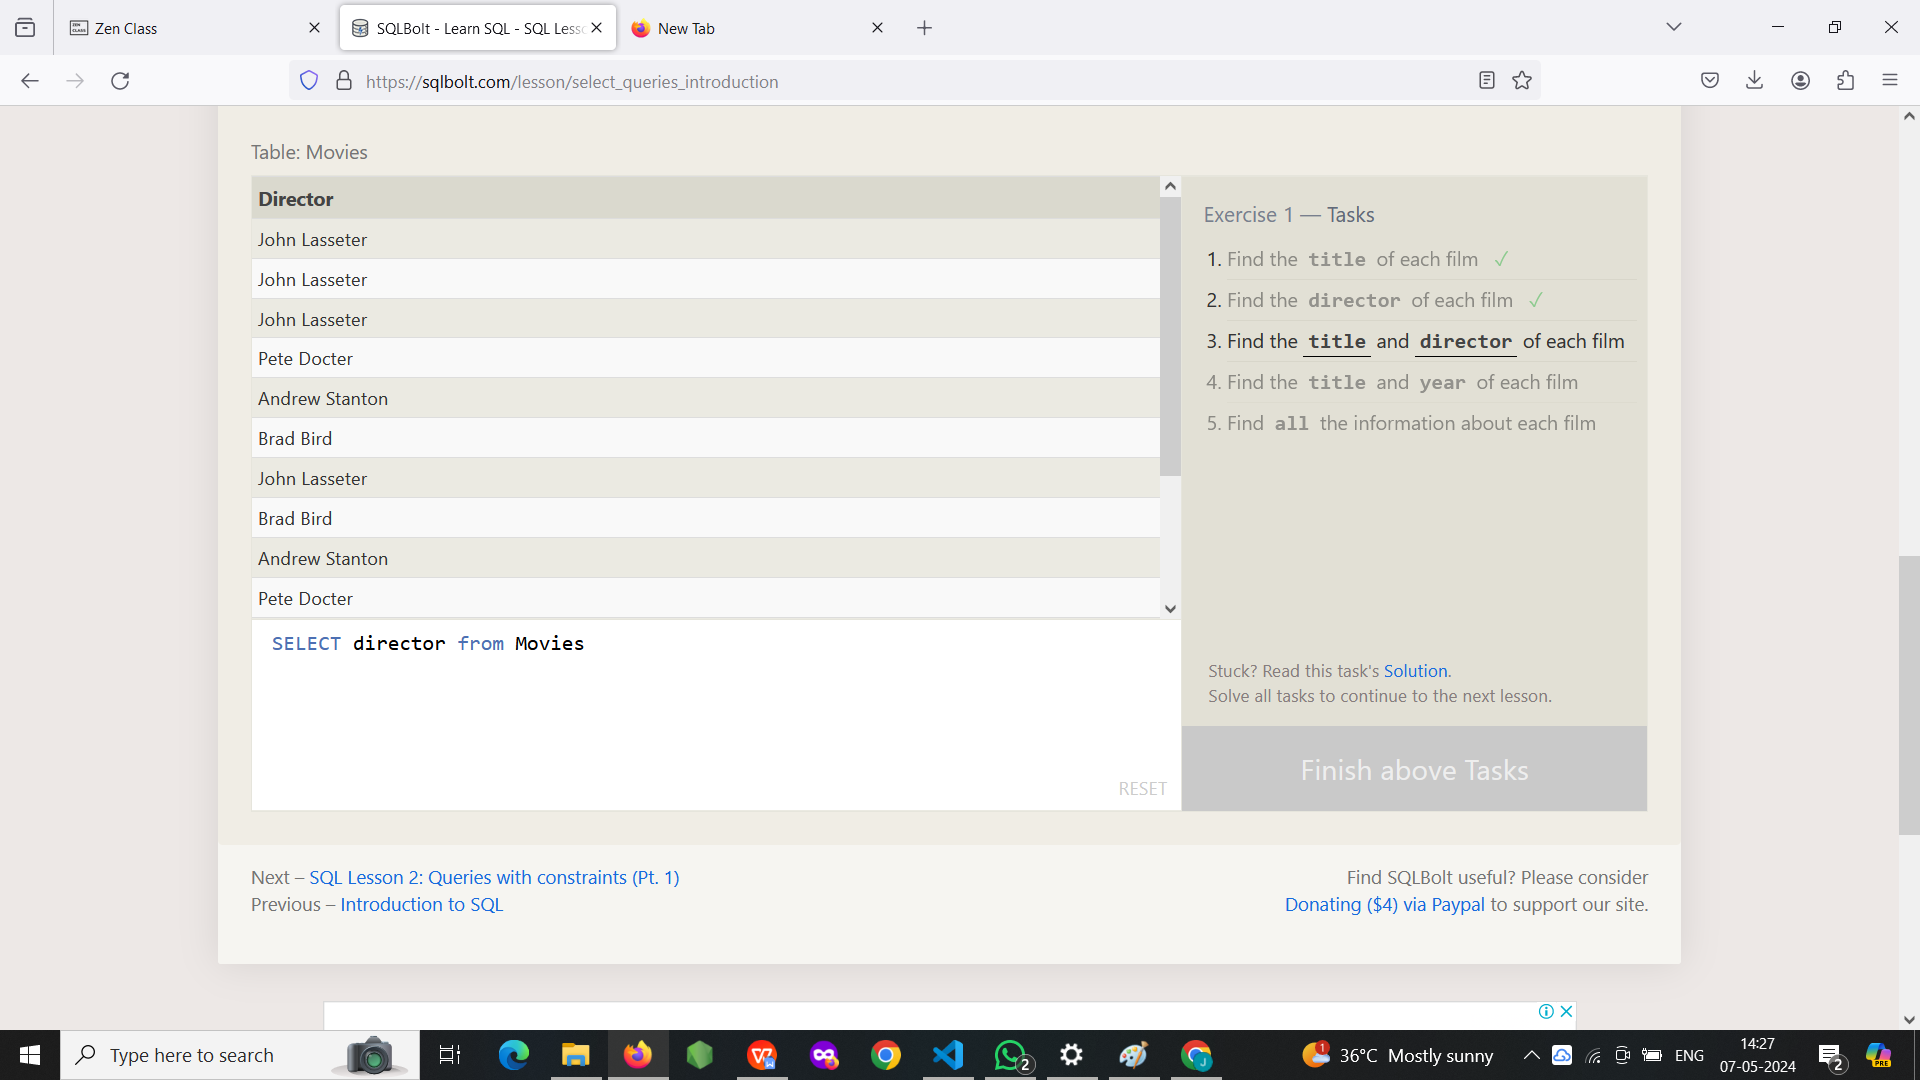 Zen Class
SQLBolt - Learn SQL - SQL Less
New Tab
https://sqlbolt.com/lesson/select_queries_introduction
Table: Movies
Director
John Lasseter
John Lasseter
John Lasseter
Pete Docter
Andrew Stanton
Brad Bird
John Lasseter
Brad Bird
Andrew Stanton
Pete Docter
SELECT director from Movies
RESET
Exercise 1 — Tasks
1. Find the title of each film ✓
2. Find the director of each film ✓
3. Find the title and director of each film
4. Find the title and year of each film
5. Find all the information about each film
Stuck? Read this task's Solution.
Solve all tasks to continue to the next lesson.
Finish above Tasks
Next – SQL Lesson 2: Queries with constraints (Pt. 1)
Previous – Introduction to SQL
Find SQLBolt useful? Please consider
Donating ($4) via Paypal to support our site.
Type here to search
2
1
36°C Mostly sunny
ENG
14:27
07-05-2024
2
PRE